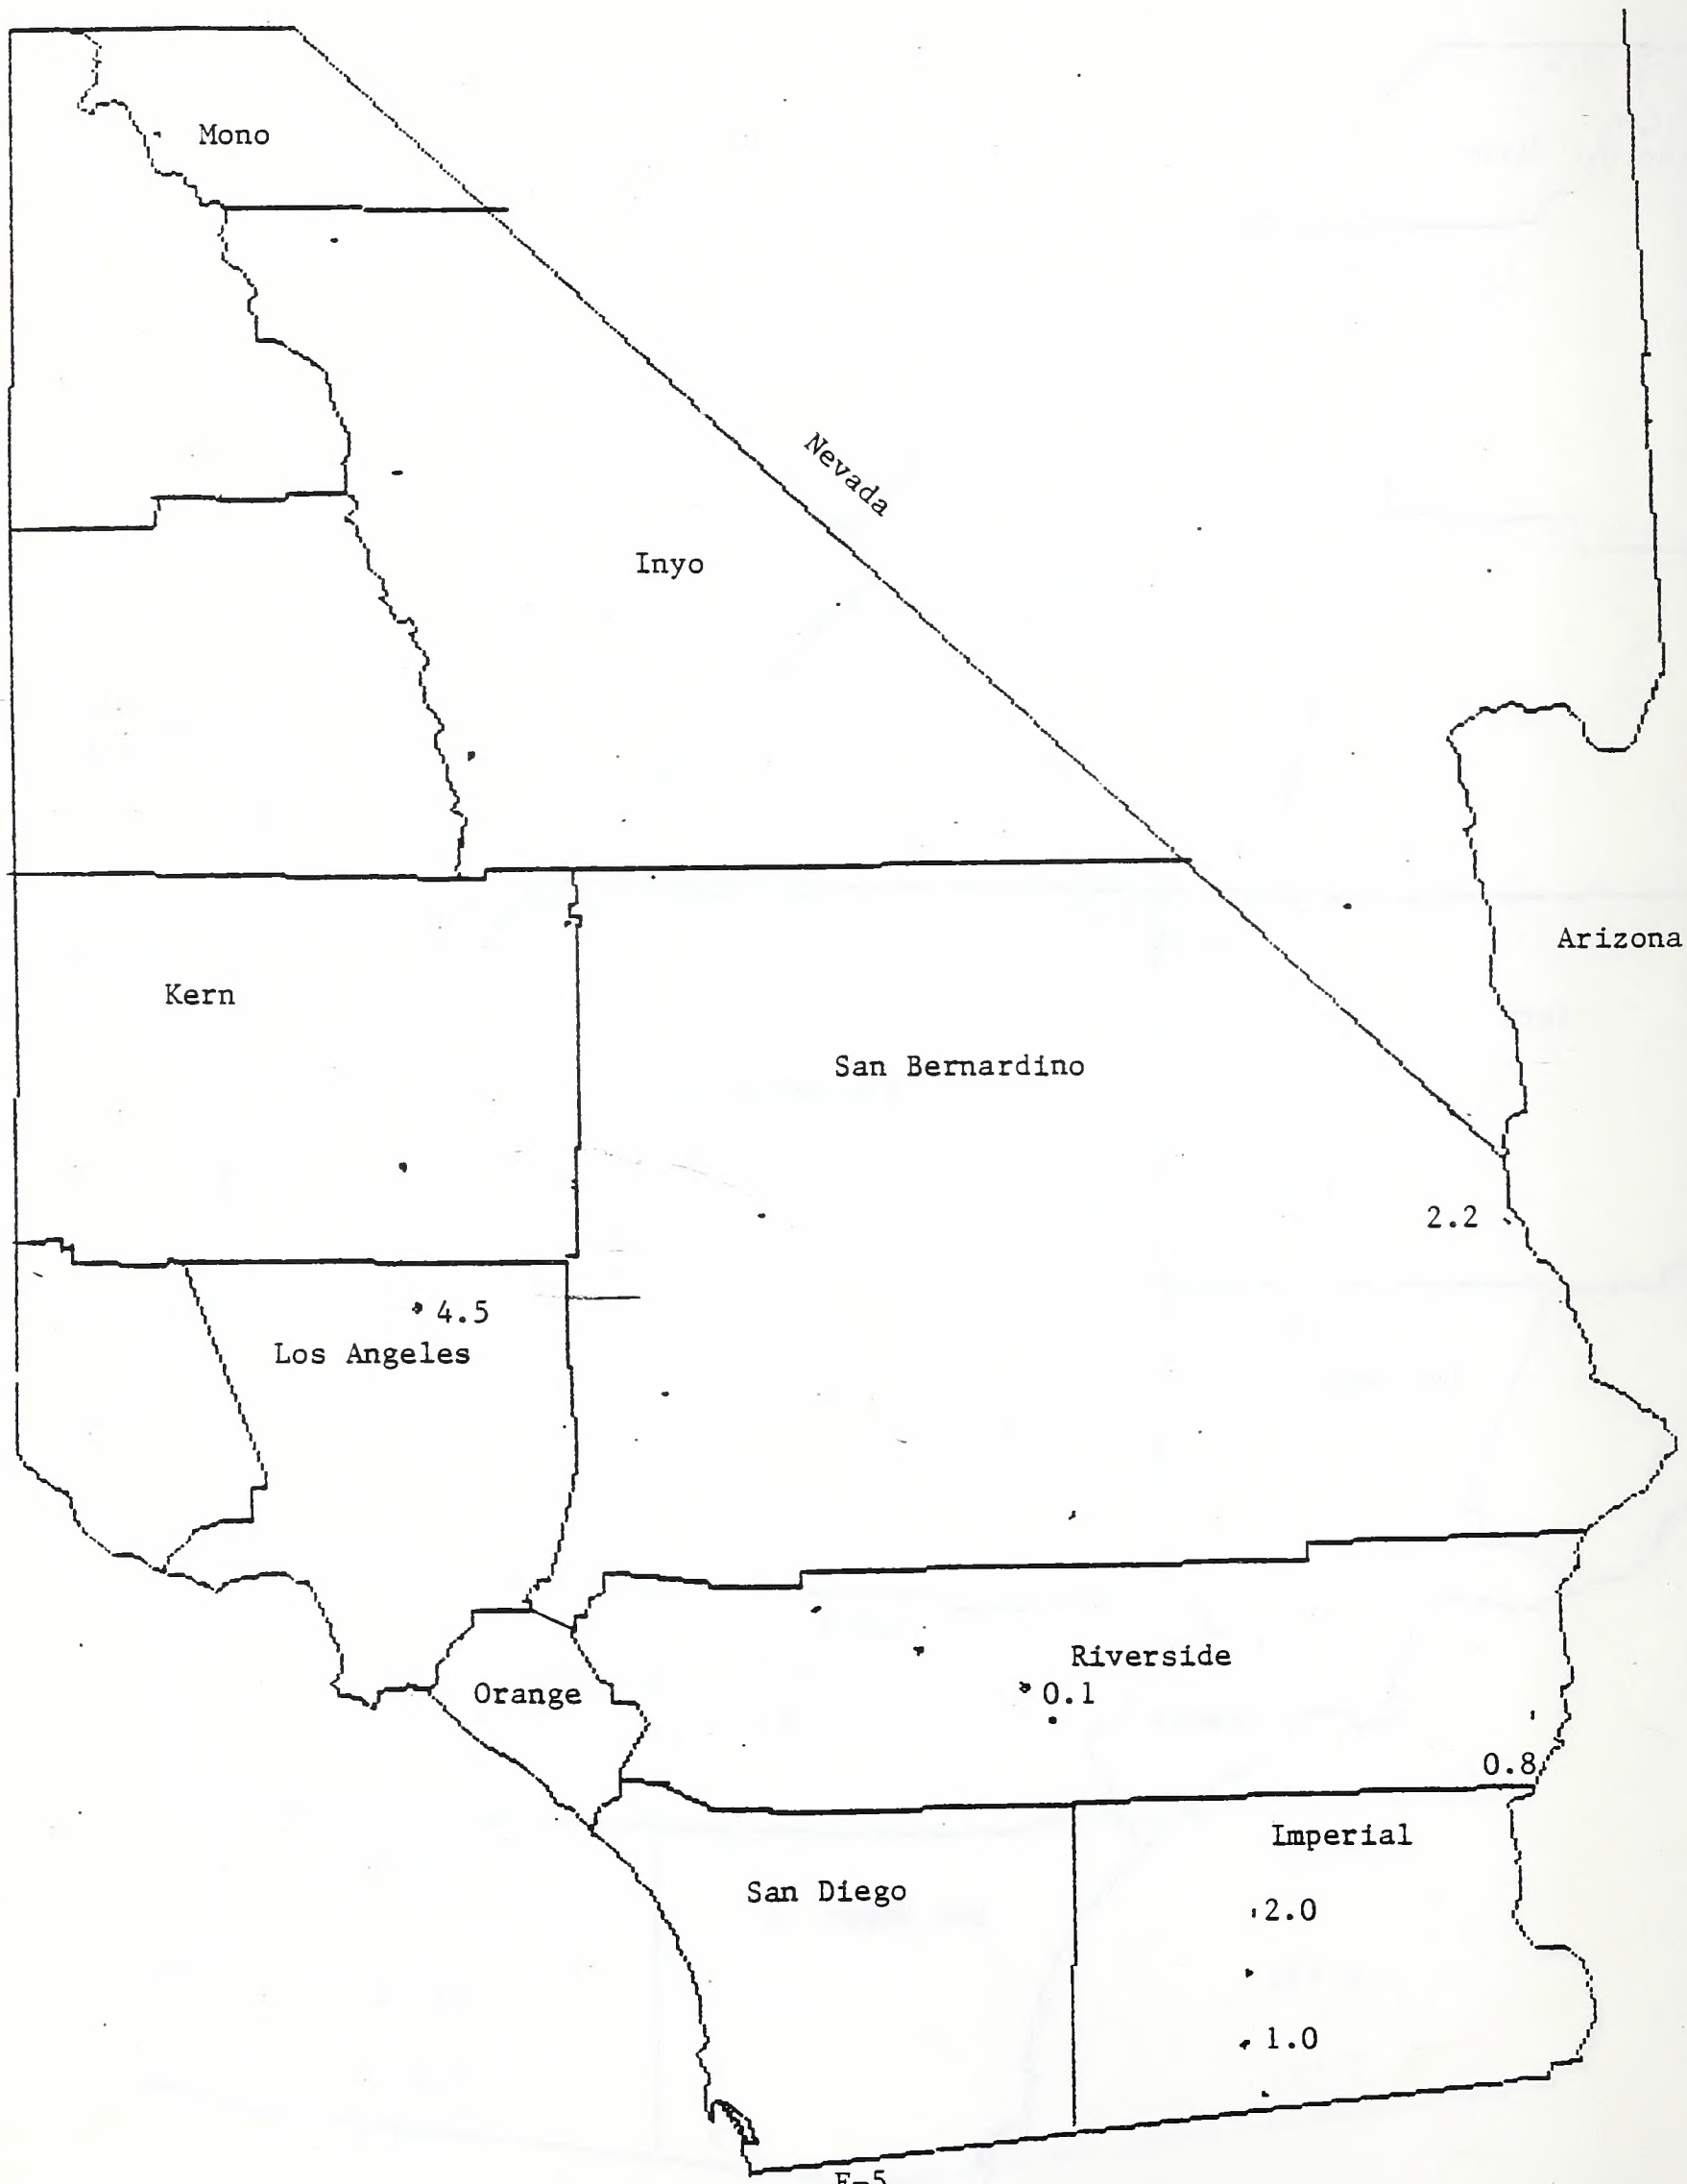 Mono
Nevada
Inyo
Arizona
Kern
San Bernardino
2.2
4.5
Los Angeles
Riverside
Orange
0.1
0.8
Imperial
San Diego
2.0
1.0
E-5